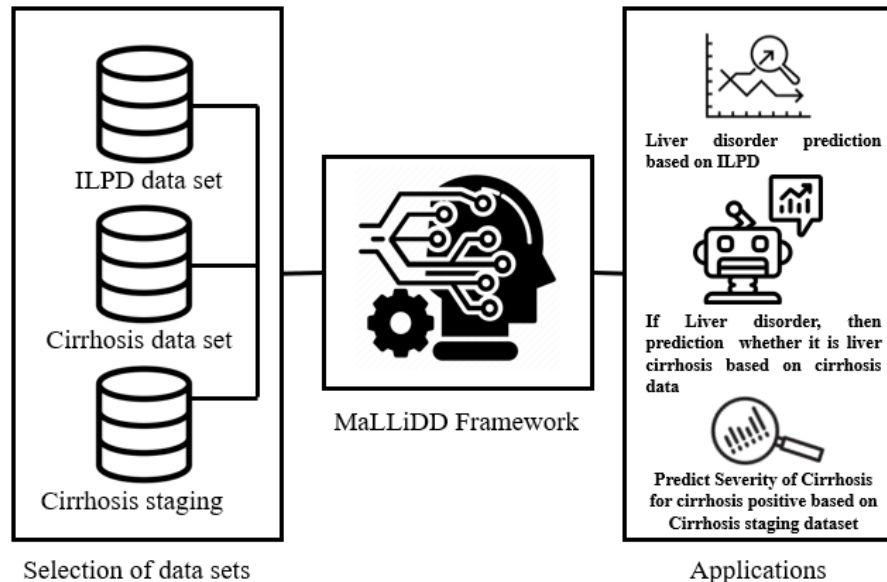 ILPD data set
Cirrhosis data set
Cirrhosis staging
Selection of data sets
MaLLiDD Framework
Liver disorder prediction
based on ILPD
If Liver disorder, then
prediction whether it is liver
cirrhosis based on cirrhosis
data
Predict Severity of Cirrhosis
for cirrhosis positive based on
Cirrhosis staging dataset
Applications